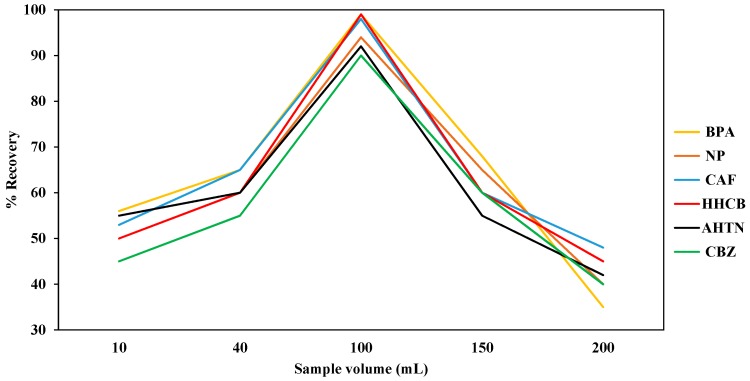 100
90
80
70
60
50
40
30
% Recovery
10
40
100
150
200
Sample volume (mL)
BPA
NP
CAF
HHCB
AHTN
CBZ